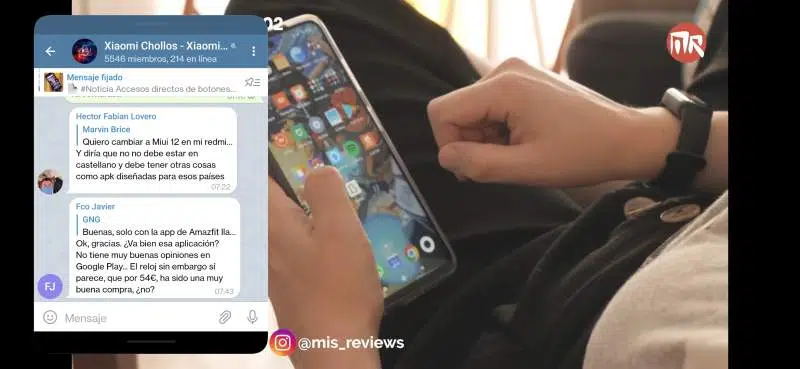 02
Xiaomi Chollos - Xiaomi...
5546 miembros, 214 en línea
Mensaje fijado
#Noticia Accesos directos de botones...
Hector Fabian Lovero
Marvin Brice
Quiero cambiar a Miui 12 en mi redmi...
Y diría que no no debe estar en
castellano y debe tener otras cosas
como apk diseñadas para esos países
07:22
Fco Javier
GNG
Buenas, solo con la app de Amazfit lla...
Ok, gracias. ¿Va bien esa aplicación?
No tiene muy buenas opiniones en
Google Play... El reloj sin embargo sí
parece, que por 54€, ha sido una muy
buena compra, ¿no?
07:43
FJ
Mensaje
@mis_reviews
MR